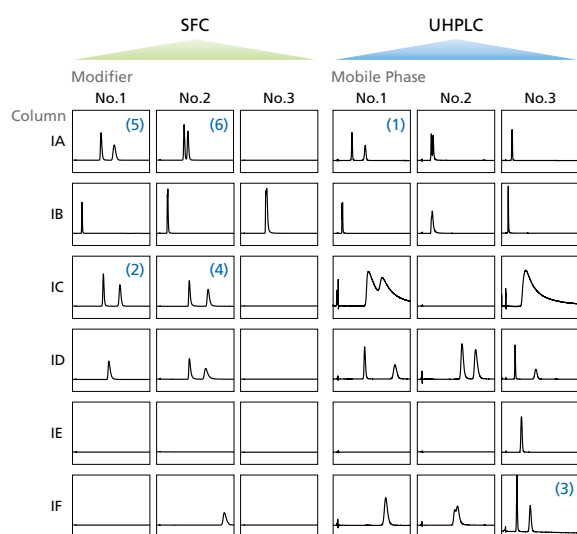 SFC UHPLC
Modifier Mobile Phase
No.1 No.2 No.3 No.1 No.2 No.3
Column
IA (5) (6) (1)
IB
IC (2) (4)
ID
IE
IF (3)